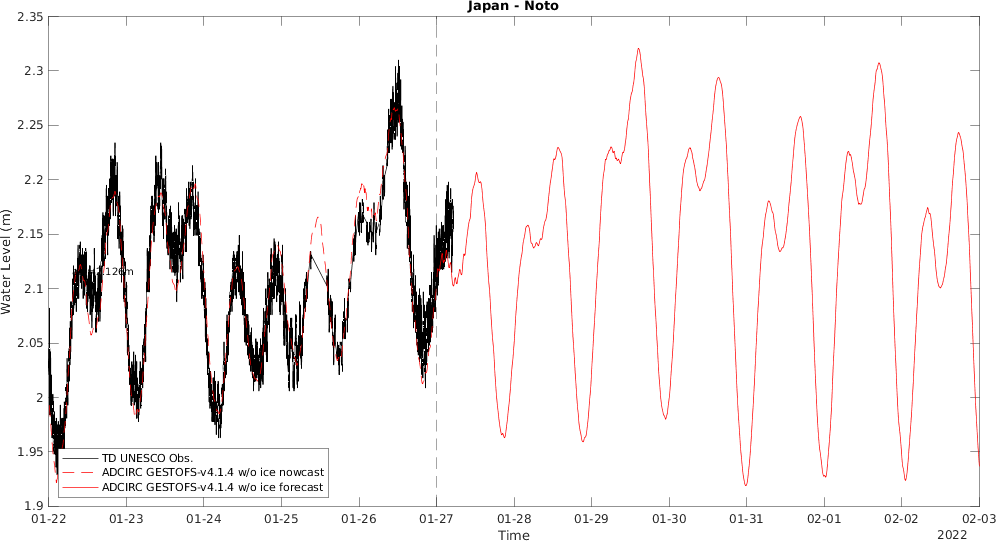 Japan - Noto
2.35
2.3
2.25
2.2
2.15
2.1
2.05
2
1.95
1.9
Water Level (m)
126m
TD UNESCO Obs.
ADCIRC GESTOFS-v4.1.4 w/o ice nowcast
ADCIRC GESTOFS-v4.1.4 w/o ice forecast
01-22 01-23 01-24 01-25 01-26 01-27 01-28 01-29 01-30 01-31 02-01 02-02 02-03
Time
2022